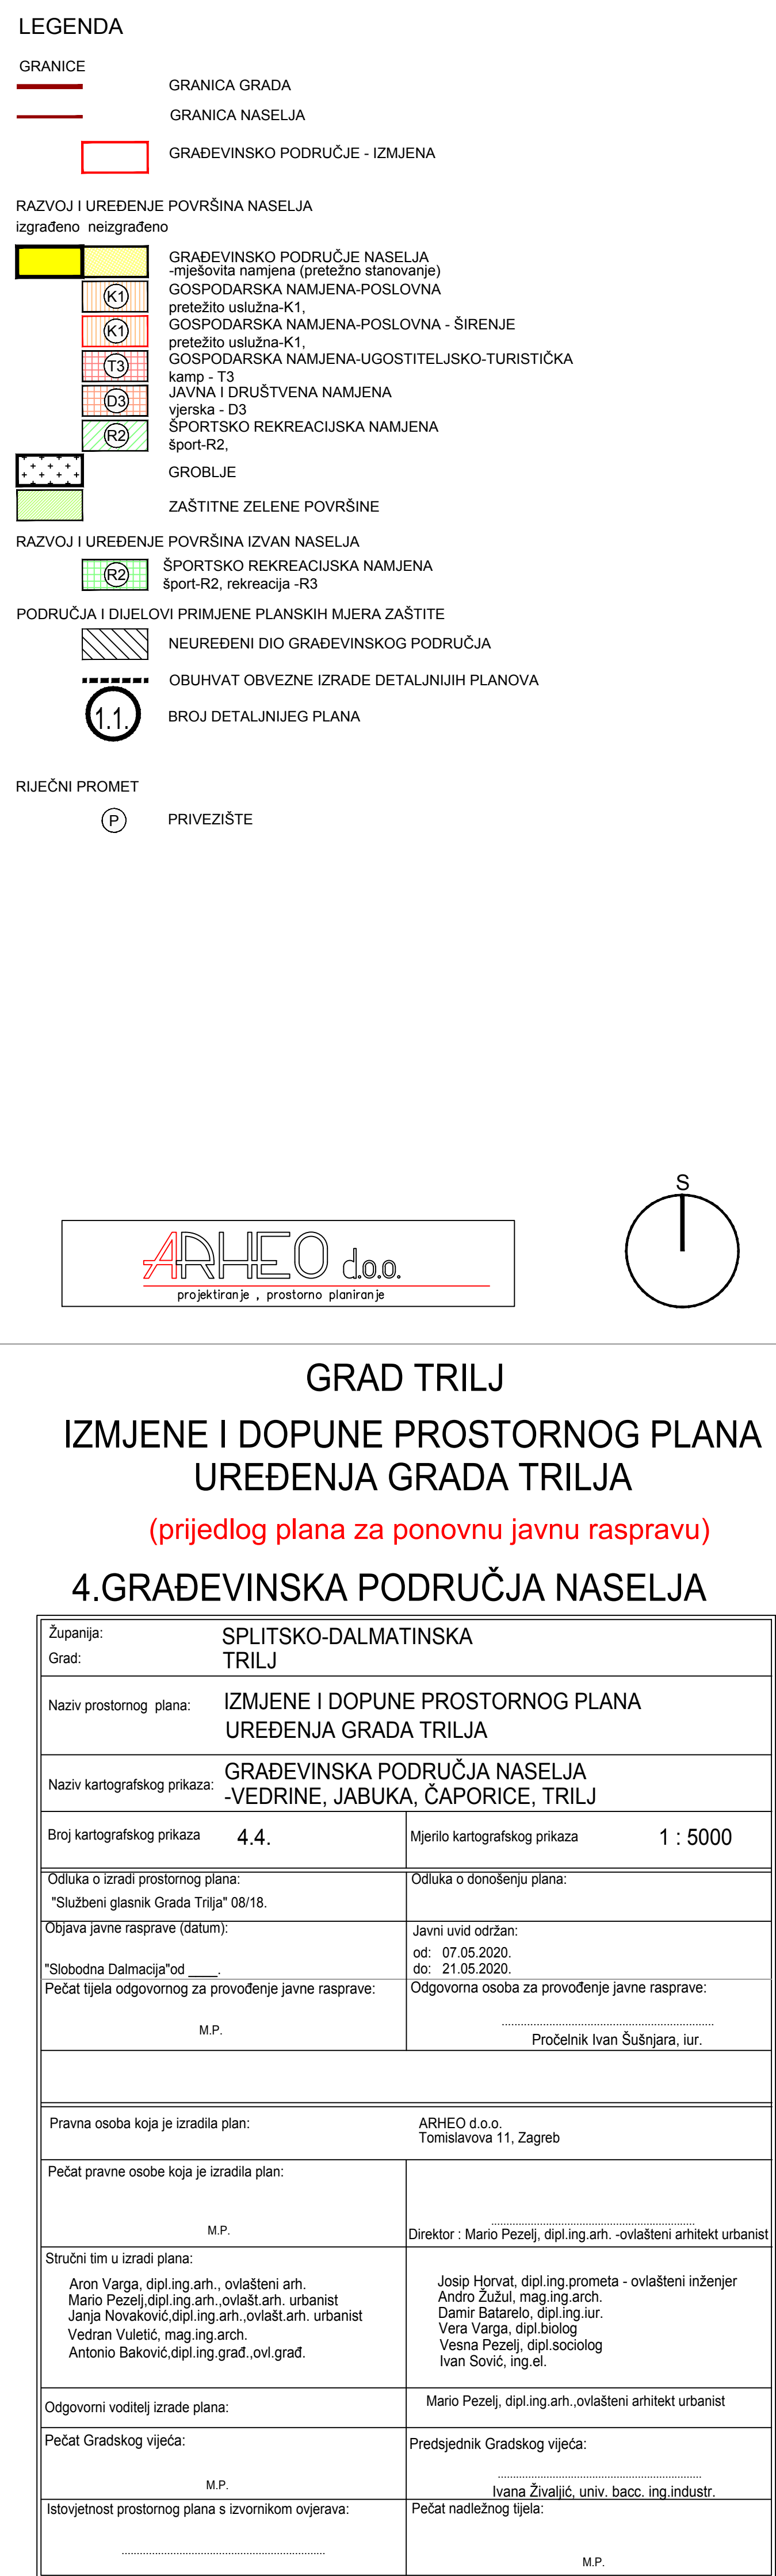 LEGENDA
GRANICE
GRANICA GRADA
GRANICA NASELJA
GRAĐEVINSKO PODRUČJE - IZMJENA
RAZVOJ I UREĐENJE POVRŠINA NASELJA
izgrađeno neizgrađeno
GRAĐEVINSKO PODRUČJE NASELJA
-mješovita namjena (pretežno stanovanje)
K1 GOSPODARSKA NAMJENA-POSLOVNA
pretežito uslužna-K1,
K1 GOSPODARSKA NAMJENA-POSLOVNA - ŠIRENJE
pretežito uslužna-K1,
T3 GOSPODARSKA NAMJENA-UGOSTITELJSKO-TURISTIČKA
kamp - T3
D3 JAVNA I DRUŠTVENA NAMJENA
vjerska - D3
R2 ŠPORTSKO REKREACIJSKA NAMJENA
šport-R2,
GROBLJE
ZAŠTITNE ZELENE POVRŠINE
RAZVOJ I UREĐENJE POVRŠINA IZVAN NASELJA
R2 ŠPORTSKO REKREACIJSKA NAMJENA
šport-R2, rekreacija -R3
PODRUČJA I DIJELOVI PRIMJENE PLANSKIH MJERA ZAŠTITE
NEUREĐENI DIO GRAĐEVINSKOG PODRUČJA
OBUHVAT OBVEZNE IZRADE DETALJNIJIH PLANOVA
1.1. BROJ DETALJNIJEG PLANA
RIJEČNI PROMET
P PRIVEZIŠTE
S
ARHEO d.o.o.
projektiranje , prostorno planiranje
GRAD TRILJ
IZMJENE I DOPUNE PROSTORNOG PLANA
UREĐENJA GRADA TRILJA
(prijedlog plana za ponovnu javnu raspravu)
4.GRAĐEVINSKA PODRUČJA NASELJA
Županija: SPLITSKO-DALMATINSKA
Grad: TRILJ
Naziv prostornog plana: IZMJENE I DOPUNE PROSTORNOG PLANA
UREĐENJA GRADA TRILJA
Naziv kartografskog prikaza: GRAĐEVINSKA PODRUČJA NASELJA
-VEDRINE, JABUKA, ČAPORICE, TRILJ
Broj kartografskog prikaza 4.4.
Mjerilo kartografskog prikaza 1 : 5000
Odluka o izradi prostornog plana:
"Službeni glasnik Grada Trilja" 08/18.
Odluka o donošenju plana:
Objava javne rasprave (datum):
"Slobodna Dalmacija"od ____.
Javni uvid održan:
od: 07.05.2020.
do: 21.05.2020.
Pečat tijela odgovornog za provođenje javne rasprave:
M.P.
Odgovorna osoba za provođenje javne rasprave:
Pročelnik Ivan Šušnjara, iur.
Pravna osoba koja je izradila plan:
ARHEO d.o.o.
Tomislavova 11, Zagreb
Pečat pravne osobe koja je izradila plan:
M.P.
Direktor : Mario Pezelj, dipl.ing.arh. -ovlašteni arhitekt urbanist
Stručni tim u izradi plana:
Aron Varga, dipl.ing.arh., ovlašteni arh.
Mario Pezelj,dipl.ing.arh.,ovlašt.arh. urbanist
Janja Novaković,dipl.ing.arh.,ovlašt.arh. urbanist
Vedran Vuletić, mag.ing.arch.
Antonio Baković,dipl.ing.građ.,ovl.građ.
Josip Horvat, dipl.ing.prometa - ovlašteni inženjer
Andro Žužul, mag.ing.arch.
Damir Batarelo, dipl.ing.iur.
Vera Varga, dipl.biolog
Vesna Pezelj, dipl.sociolog
Ivan Sović, ing.el.
Odgovorni voditelj izrade plana:
Mario Pezelj, dipl.ing.arh.,ovlašteni arhitekt urbanist
Pečat Gradskog vijeća:
M.P.
Predsjednik Gradskog vijeća:
Ivana Živaljić, univ. bacc. ing.industr.
Istovjetnost prostornog plana s izvornikom ovjerava:
Pečat nadležnog tijela:
M.P.